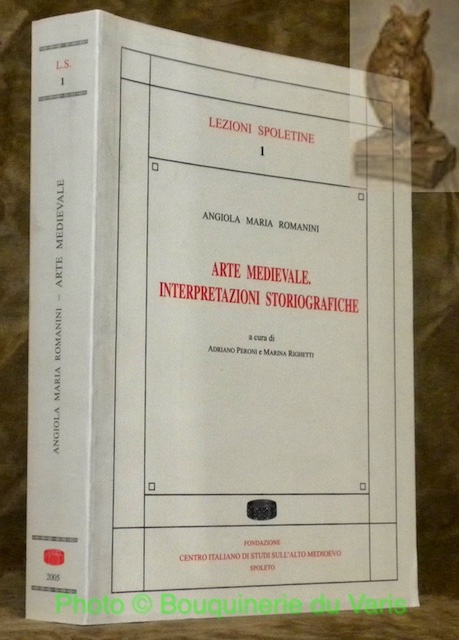 L.S.
1
ANGIOLA MARIA ROMANINI – ARTE MEDIEVALE
2005
LEZIONI SPOLETINE
1
ANGIOLA MARIA ROMANINI
ARTE MEDIEVALE.
INTERPRETAZIONI STORIOGRAFICHE
a cura di
ADRIANO PERONI e MARINA RIGHETTI
FONDAZIONE
CENTRO ITALIANO DI STUDI SULL'ALTO MEDIOEVO
SPOLETO
Photo © Bouquinerie du Varis